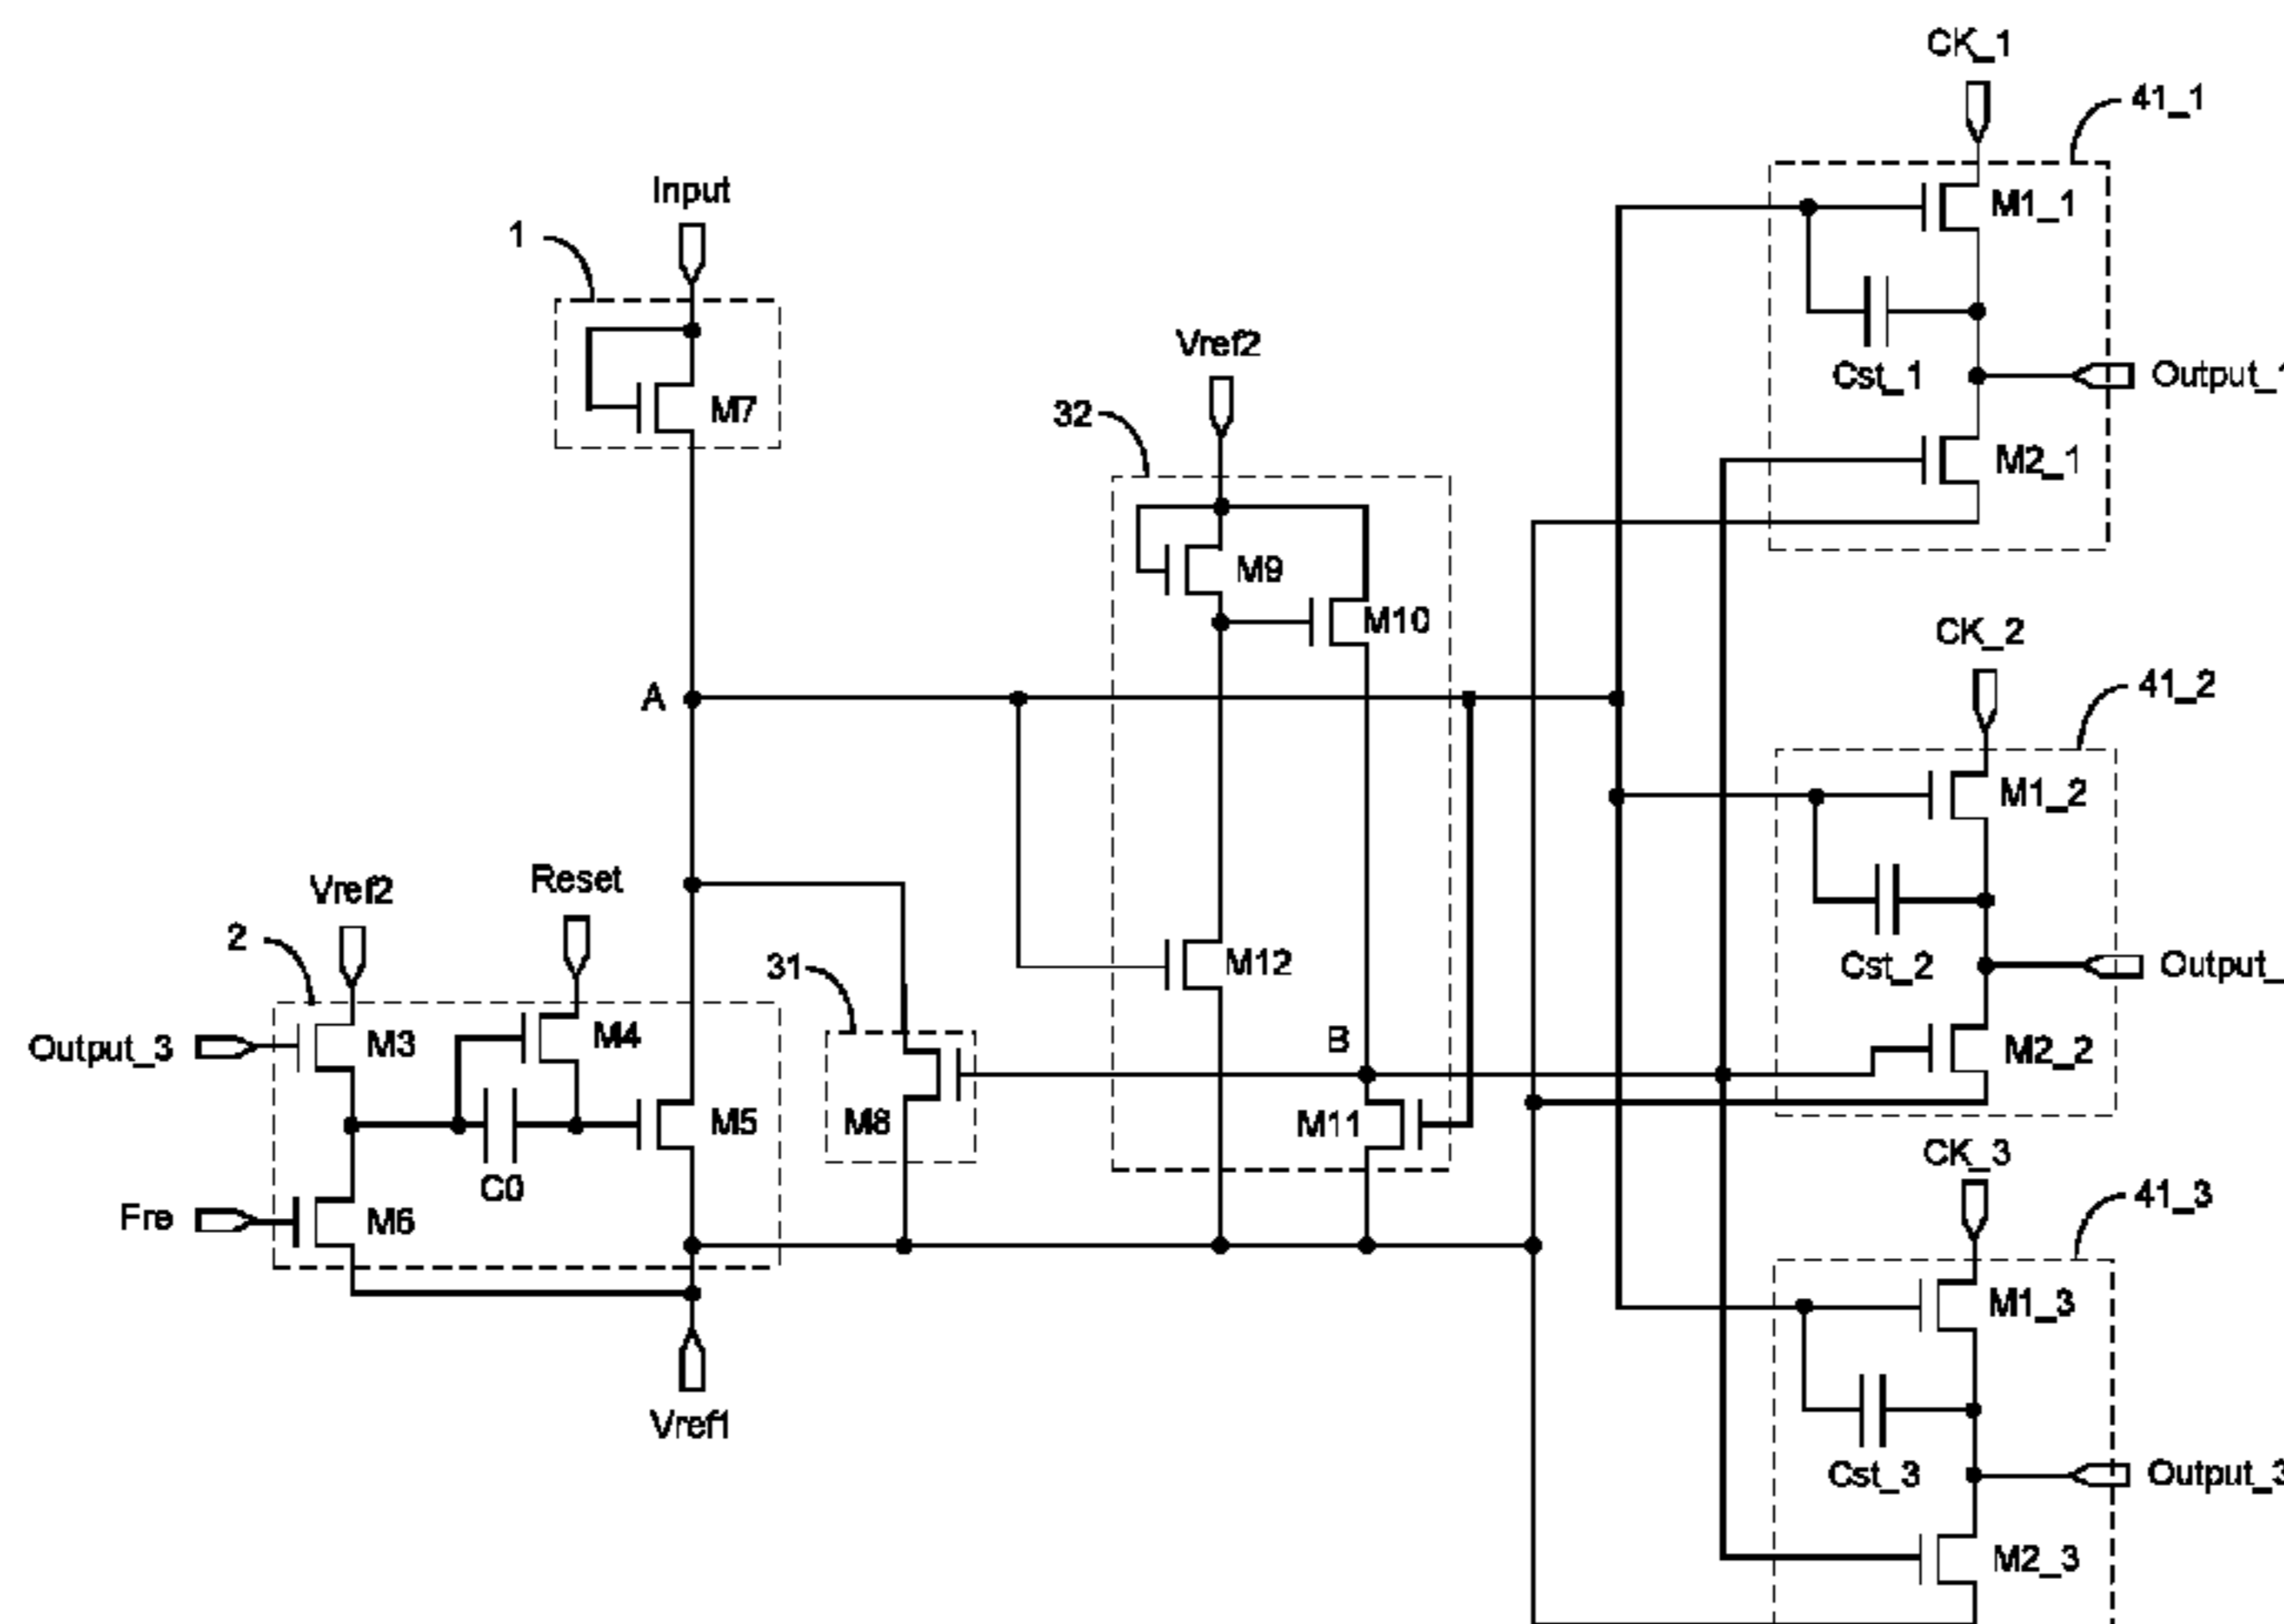 CK_1
41_1
Input
M1_1
1
Vref2
Cst_1
Output_1
M7
32
M2_1
M9
M10
CK_2
A
41_2
M1_2
Vref2
Reset
2
31
M12
Cst_2
Output_
M3
M4
B
M2_2
Output_3
M5
M8
M11
CK_3
C0
41_3
Fre
M6
M1_3
Vref1
Cst_3
Output_3
M2_3